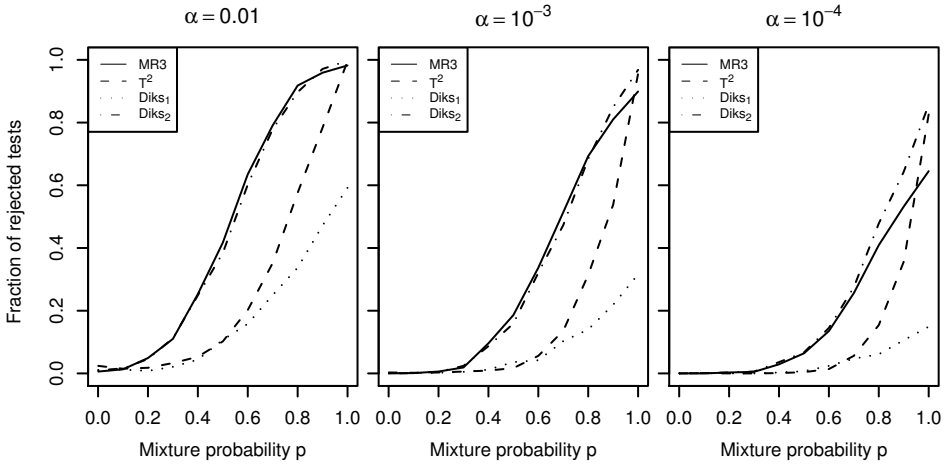 α = 0.01
α = 10⁻³
α = 10⁻⁴
Fraction of rejected tests
1.0
0.8
0.6
0.4
0.2
0.0
MR3
T²
Diks₁
Diks₂
MR3
T²
Diks₁
Diks₂
MR3
T²
Diks₁
Diks₂
0.0 0.2 0.4 0.6 0.8 1.0
0.0 0.2 0.4 0.6 0.8 1.0
0.0 0.2 0.4 0.6 0.8 1.0
Mixture probability p
Mixture probability p
Mixture probability p